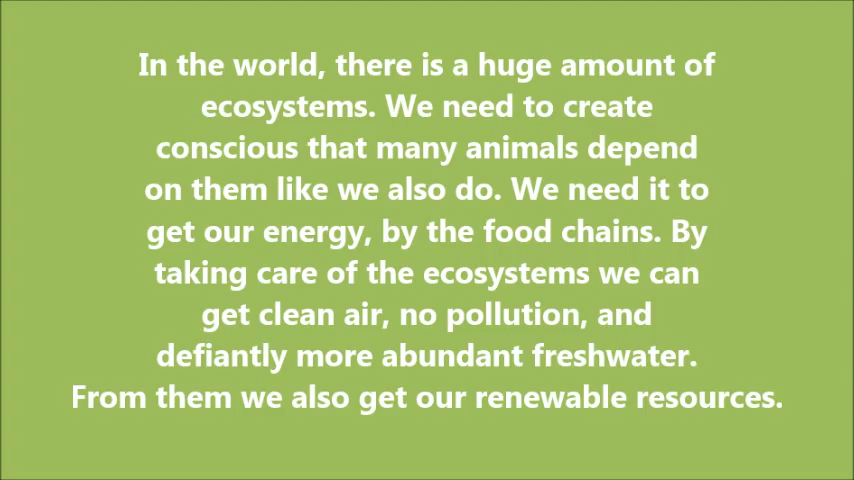 In the world, there is a huge amount of
ecosystems. We need to create
conscious that many animals depend
on them like we also do. We need it to
get our energy, by the food chains. By
taking care of the ecosystems we can
get clean air, no pollution, and
defiantly more abundant freshwater.
From them we also get our renewable resources.